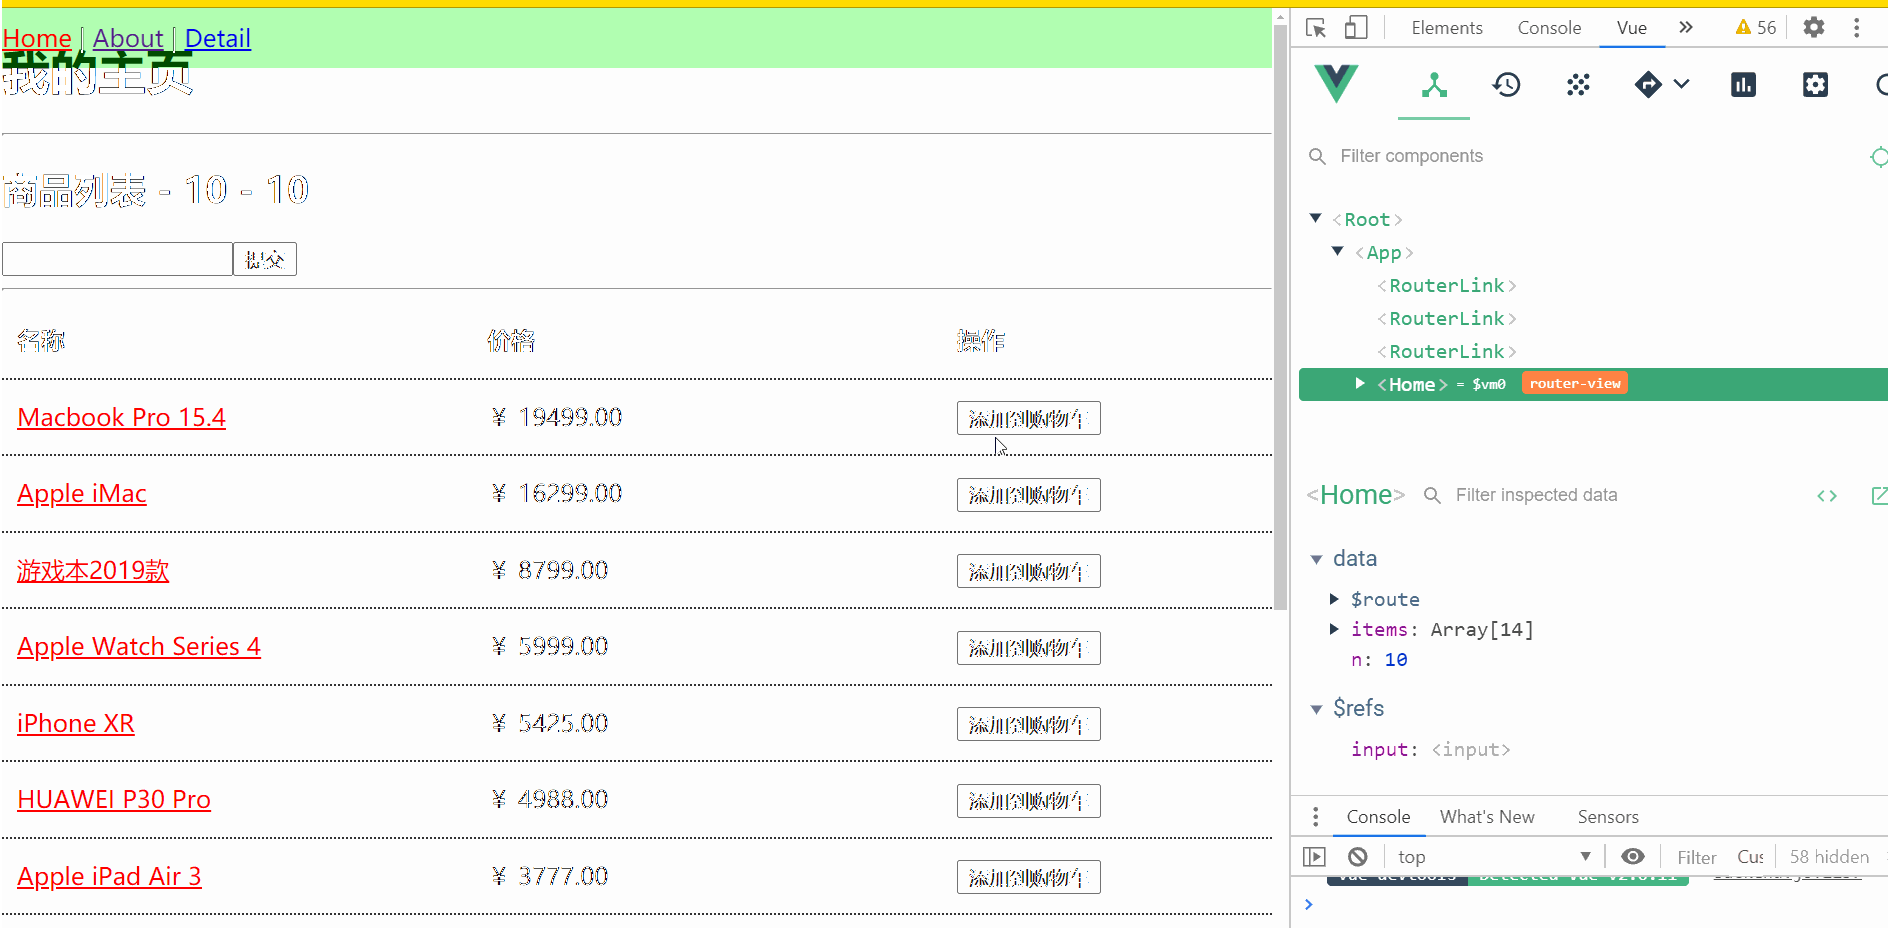 Home | About | Detail
我的主页
商品列表 - 10 - 10
提交
名称 价格 操作
Macbook Pro 15.4 ¥ 19499.00 添加到购物车
Apple iMac ¥ 16299.00 添加到购物车
游戏本2019款 ¥ 8799.00 添加到购物车
Apple Watch Series 4 ¥ 5999.00 添加到购物车
iPhone XR ¥ 5425.00 添加到购物车
HUAWEI P30 Pro ¥ 4988.00 添加到购物车
Apple iPad Air 3 ¥ 3777.00 添加到购物车
Elements Console Vue 56
Filter components
<Root>
<App>
<RouterLink>
<RouterLink>
<RouterLink>
<Home> = $vm0 router-view
<Home> Filter inspected data
data
$route
items: Array[14]
n: 10
$refs
input: <input>
Console What's New Sensors
top Filter Cus 58 hidden